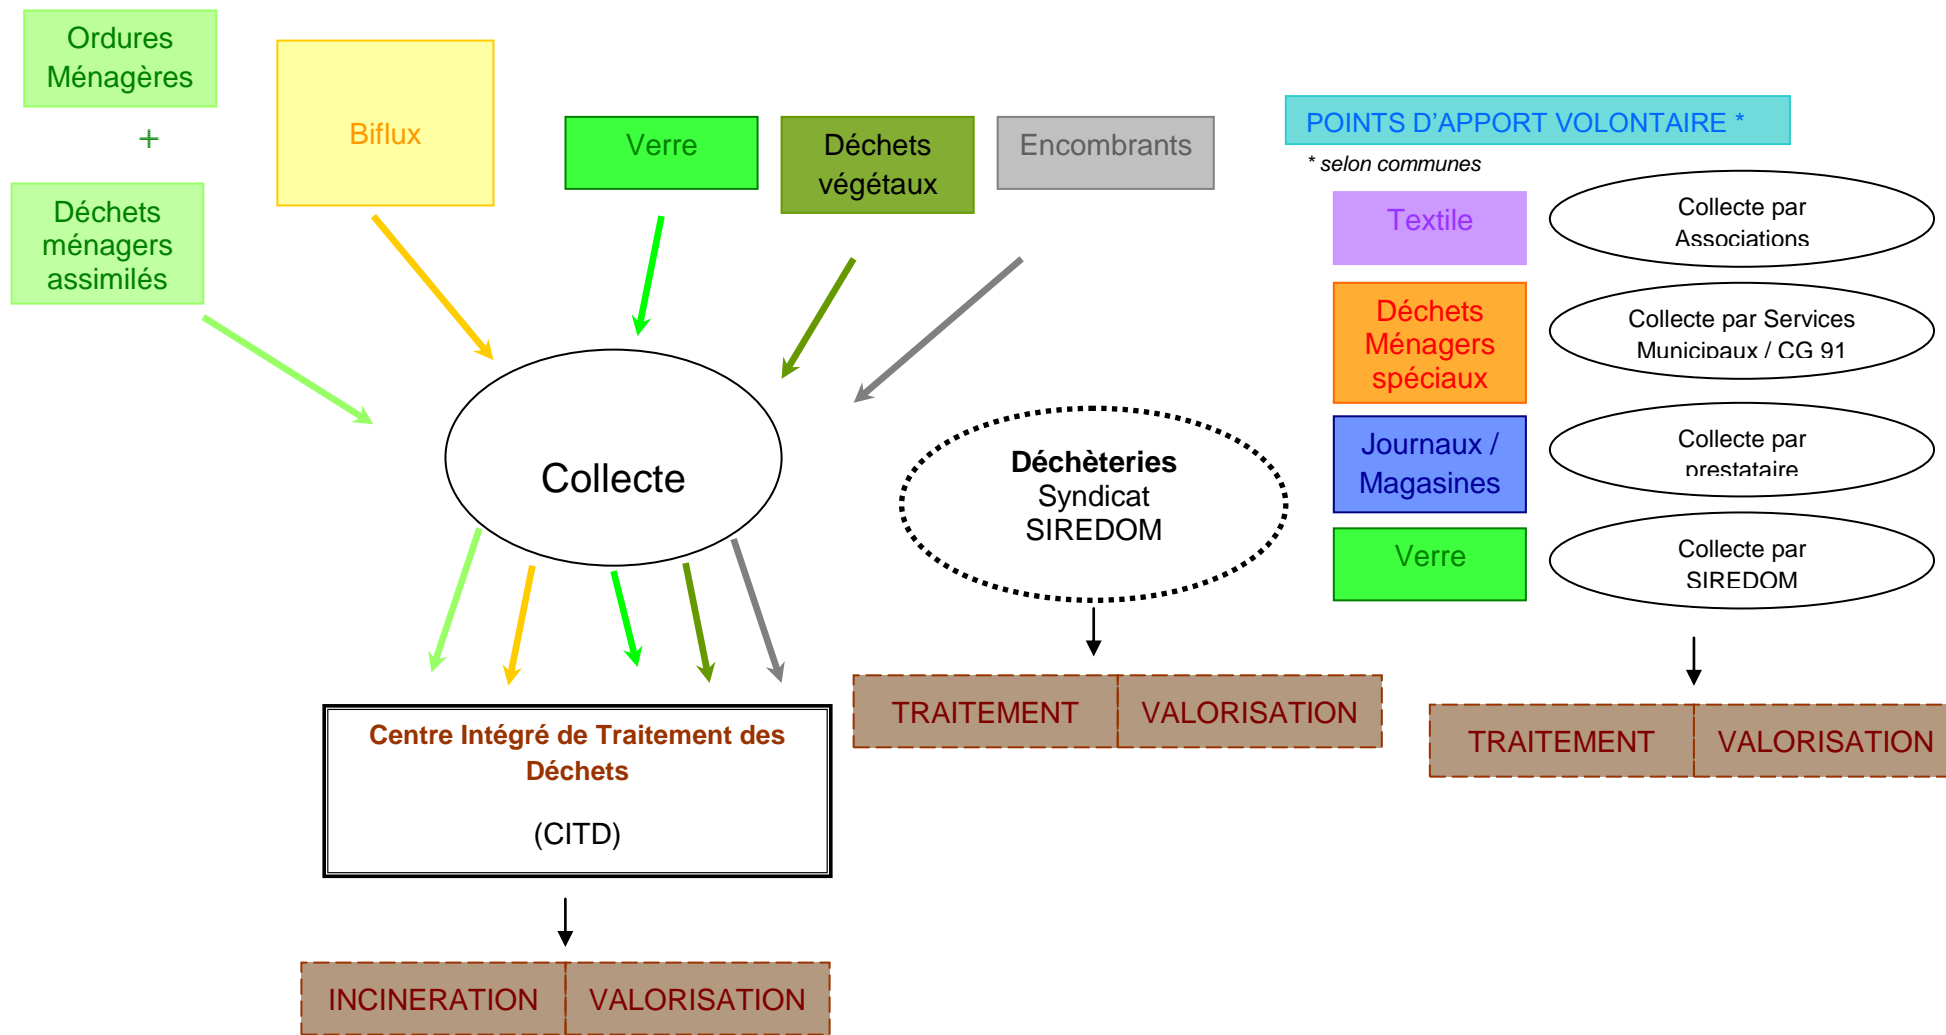 Ordures
Ménagères
+
Déchets
ménagers
assimilés
Biflux
Verre
Déchets
végétaux
Encombrants
Collecte
Centre Intégré de Traitement des
Déchets
(CITD)
INCINERATION
VALORISATION
Déchèteries
Syndicat
SIREDOM
TRAITEMENT
VALORISATION
POINTS D'APPORT VOLONTAIRE *
* selon communes
Textile
Collecte par
Associations
Déchets
Ménagers
spéciaux
Collecte par Services
Municipaux / CG 91
Journaux /
Magasines
Collecte par
prestataire
Verre
Collecte par
SIREDOM
TRAITEMENT
VALORISATION